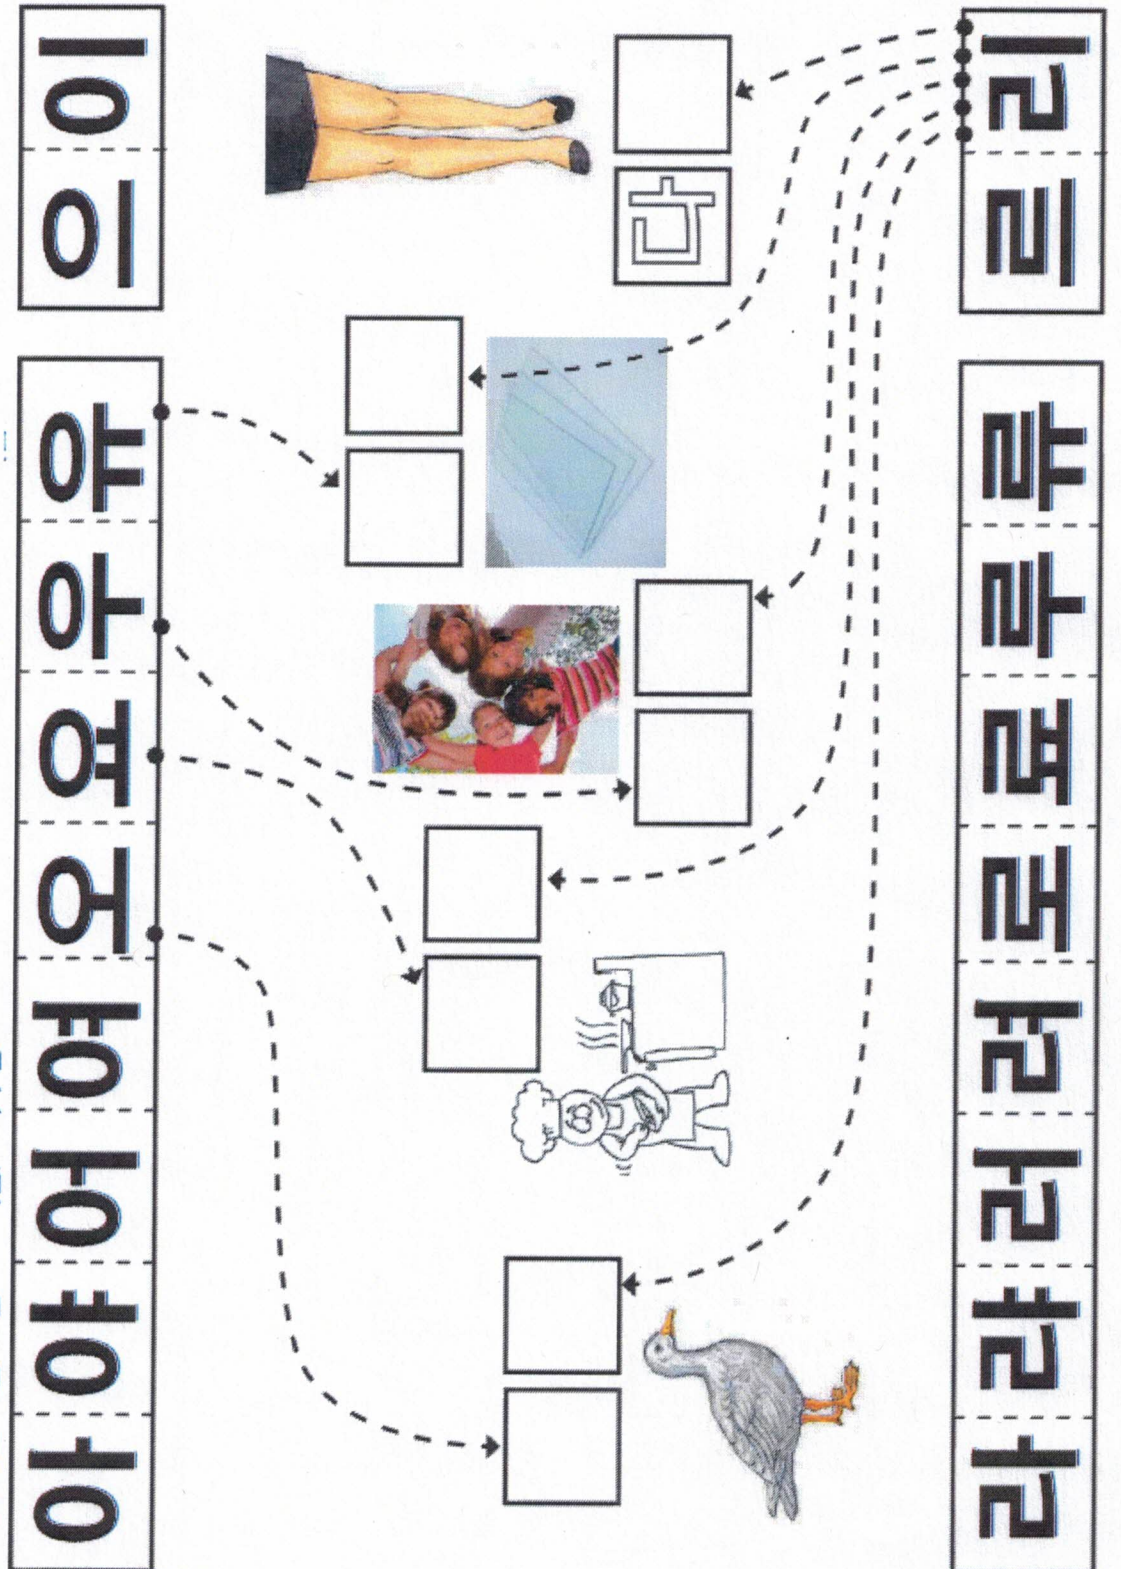 아 야 어 여 오 요 우 유 으 이
다
라 랴 러 려 로 료 루 류 르 리